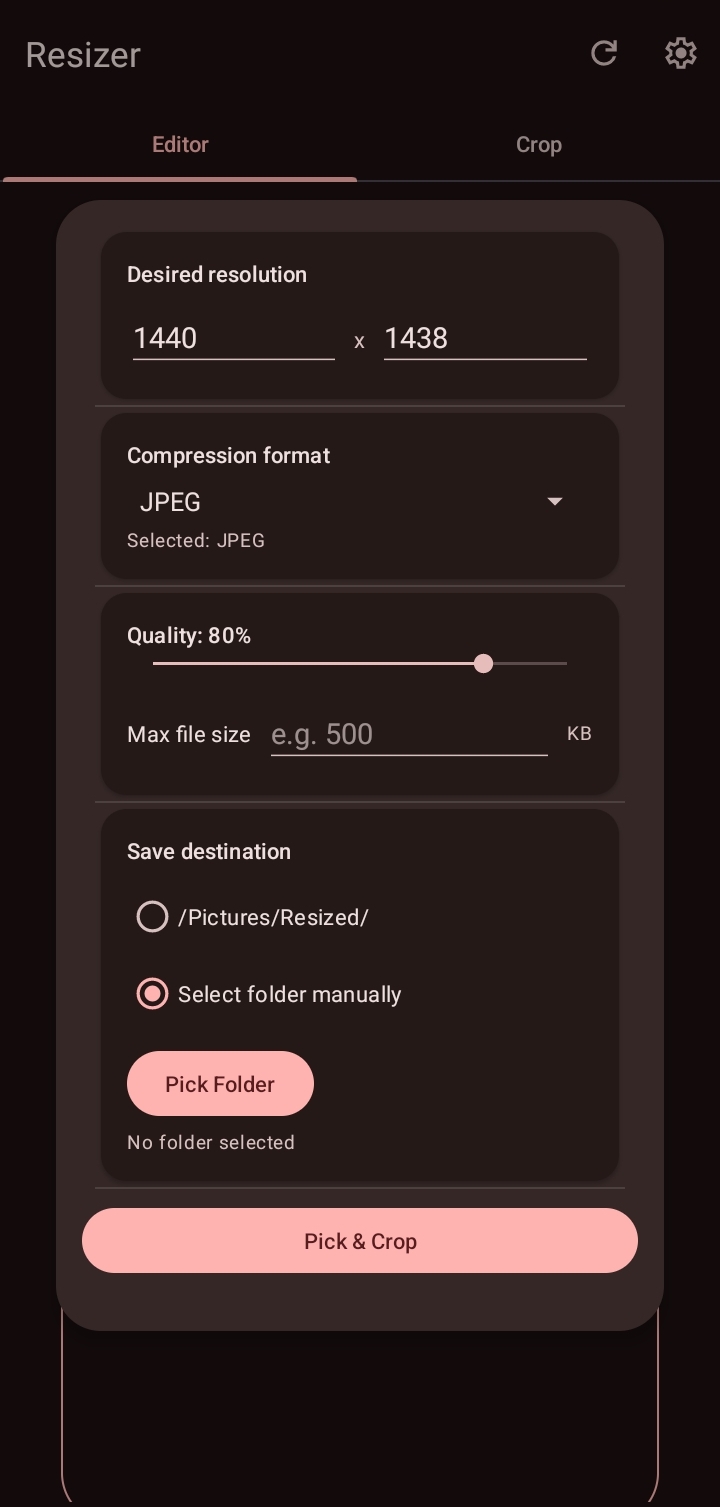 Resizer
Editor Crop
Desired resolution
1440 x 1438
Compression format
JPEG
Selected: JPEG
Quality: 80%
Max file size e.g. 500 KB
Save destination
/Pictures/Resized/
Select folder manually
Pick Folder
No folder selected
Pick & Crop